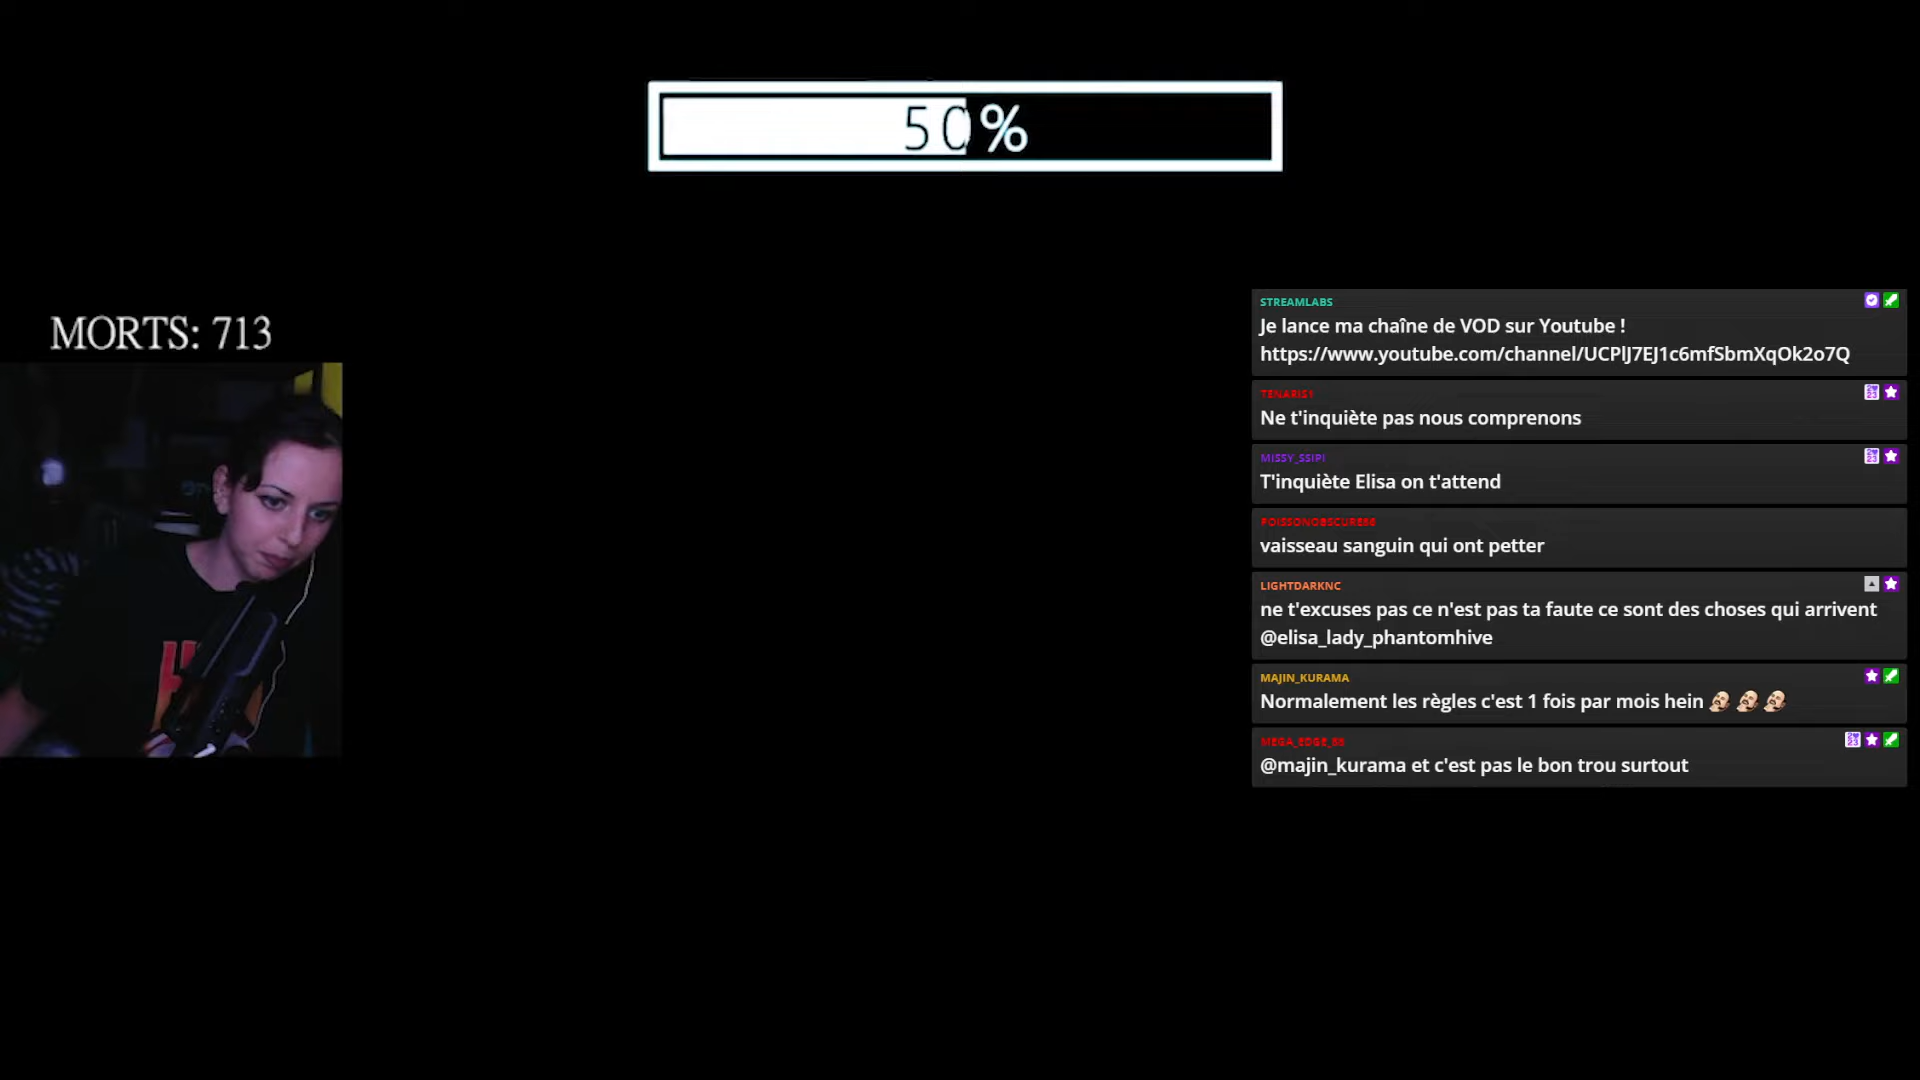 50%
MORTS: 713
STREAMLABS
Je lance ma chaîne de VOD sur Youtube !
https://www.youtube.com/channel/UCPlJ7EJ1c6mfSbmXqOk2o7Q
TENARIS1
Ne t'inquiète pas nous comprenons
MISSY_SSIPI
T'inquiète Elisa on t'attend
POISSONOBSCURE66
vaisseau sanguin qui ont petter
LIGHTDARKNC
ne t'excuses pas ce n'est pas ta faute ce sont des choses qui arrivent
@elisa_lady_phantomhive
MAJIN_KURAMA
Normalement les règles c'est 1 fois par mois hein
@majin_kurama et c'est pas le bon trou surtout